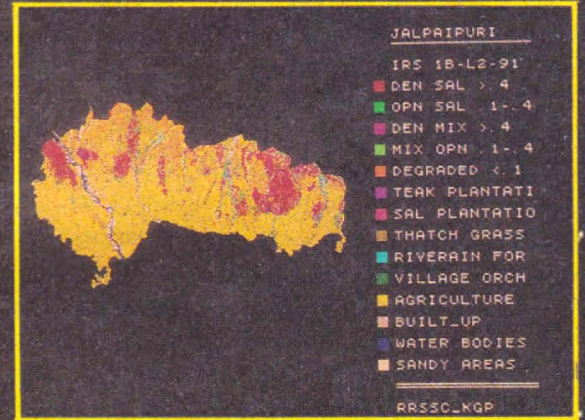 JALPAIPURI
IRS 1B-L2-91
DEN SAL >.4
OPN SAL .1-.4
DEN MIX >.4
MIX OPN .1-.4
DEGRADED <.1
TEAK PLANTATI
SAL PLANTATIO
THATCH GRASS
RIVERAIN FOR
VILLAGE ORCH
AGRICULTURE
BUILT_UP
WATER BODIES
SANDY AREAS
RRSSC_KGP